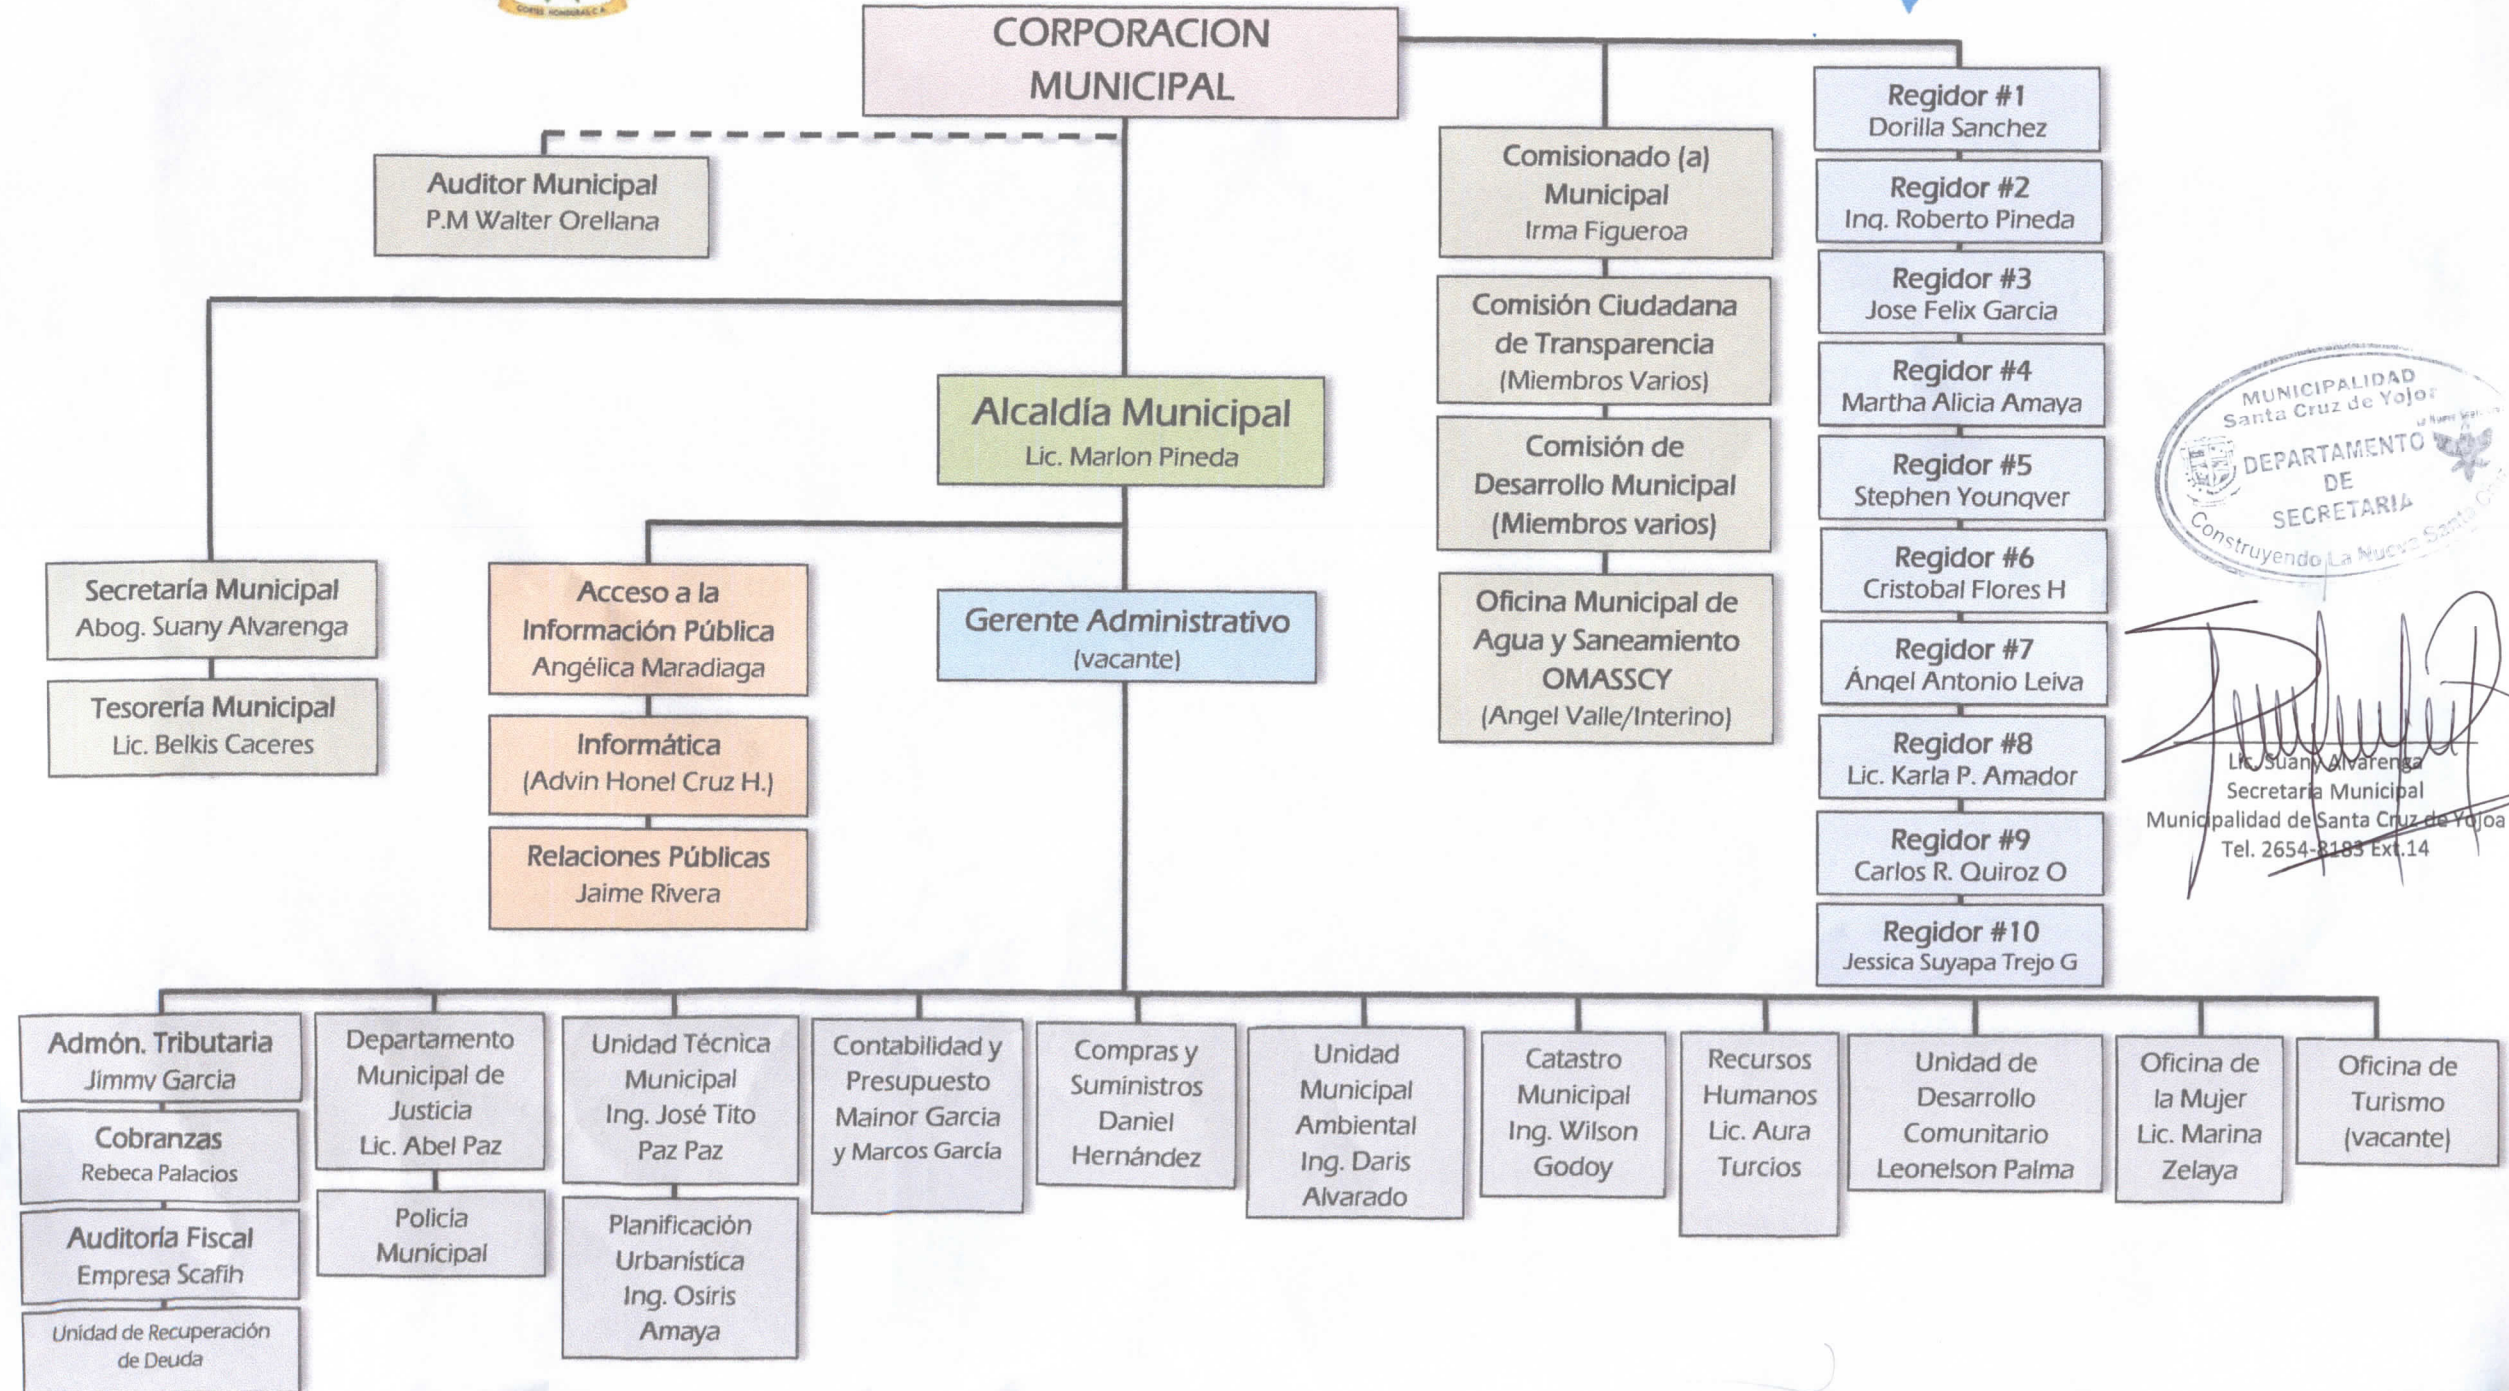 CORTES HONDURAS C.A.
CORPORACION
MUNICIPAL
Auditor Municipal
P.M Walter Orellana
Comisionado (a)
Municipal
Irma Figueroa
Comisión Ciudadana
de Transparencia
(Miembros Varios)
Comisión de
Desarrollo Municipal
(Miembros varios)
Oficina Municipal de
Agua y Saneamiento
OMASSCY
(Angel Valle/Interino)
Regidor #1
Dorilla Sanchez
Regidor #2
Ing. Roberto Pineda
Regidor #3
Jose Felix Garcia
Regidor #4
Martha Alicia Amaya
Regidor #5
Stephen Youngver
Regidor #6
Cristobal Flores H
Regidor #7
Ángel Antonio Leiva
Regidor #8
Lic. Karla P. Amador
Regidor #9
Carlos R. Quiroz O
Regidor #10
Jessica Suyapa Trejo G
MUNICIPALIDAD
Santa Cruz de Yojo
DEPARTAMENTO
DE
SECRETARIA
Construyendo La Nueva Santa
Lic. Suany Alvarenga
Secretaria Municipal
Municipalidad de Santa Cruz de Yojoa
Tel. 2654-8183 Ext.14
Alcaldía Municipal
Lic. Marlon Pineda
Secretaría Municipal
Abog. Suany Alvarenga
Tesorería Municipal
Lic. Belkis Caceres
Acceso a la
Información Pública
Angélica Maradiaga
Informática
(Advin Honel Cruz H.)
Relaciones Públicas
Jaime Rivera
Gerente Administrativo
(vacante)
Admón. Tributaria
Jimmy Garcia
Cobranzas
Rebeca Palacios
Auditoría Fiscal
Empresa Scafih
Unidad de Recuperación
de Deuda
Departamento
Municipal de
Justicia
Lic. Abel Paz
Policía
Municipal
Unidad Técnica
Municipal
Ing. José Tito
Paz Paz
Planificación
Urbanística
Ing. Osiris
Amaya
Contabilidad y
Presupuesto
Mainor Garcia
y Marcos García
Compras y
Suministros
Daniel
Hernández
Unidad
Municipal
Ambiental
Ing. Daris
Alvarado
Catastro
Municipal
Ing. Wilson
Godoy
Recursos
Humanos
Lic. Aura
Turcios
Unidad de
Desarrollo
Comunitario
Leonelson Palma
Oficina de
la Mujer
Lic. Marina
Zelaya
Oficina de
Turismo
(vacante)